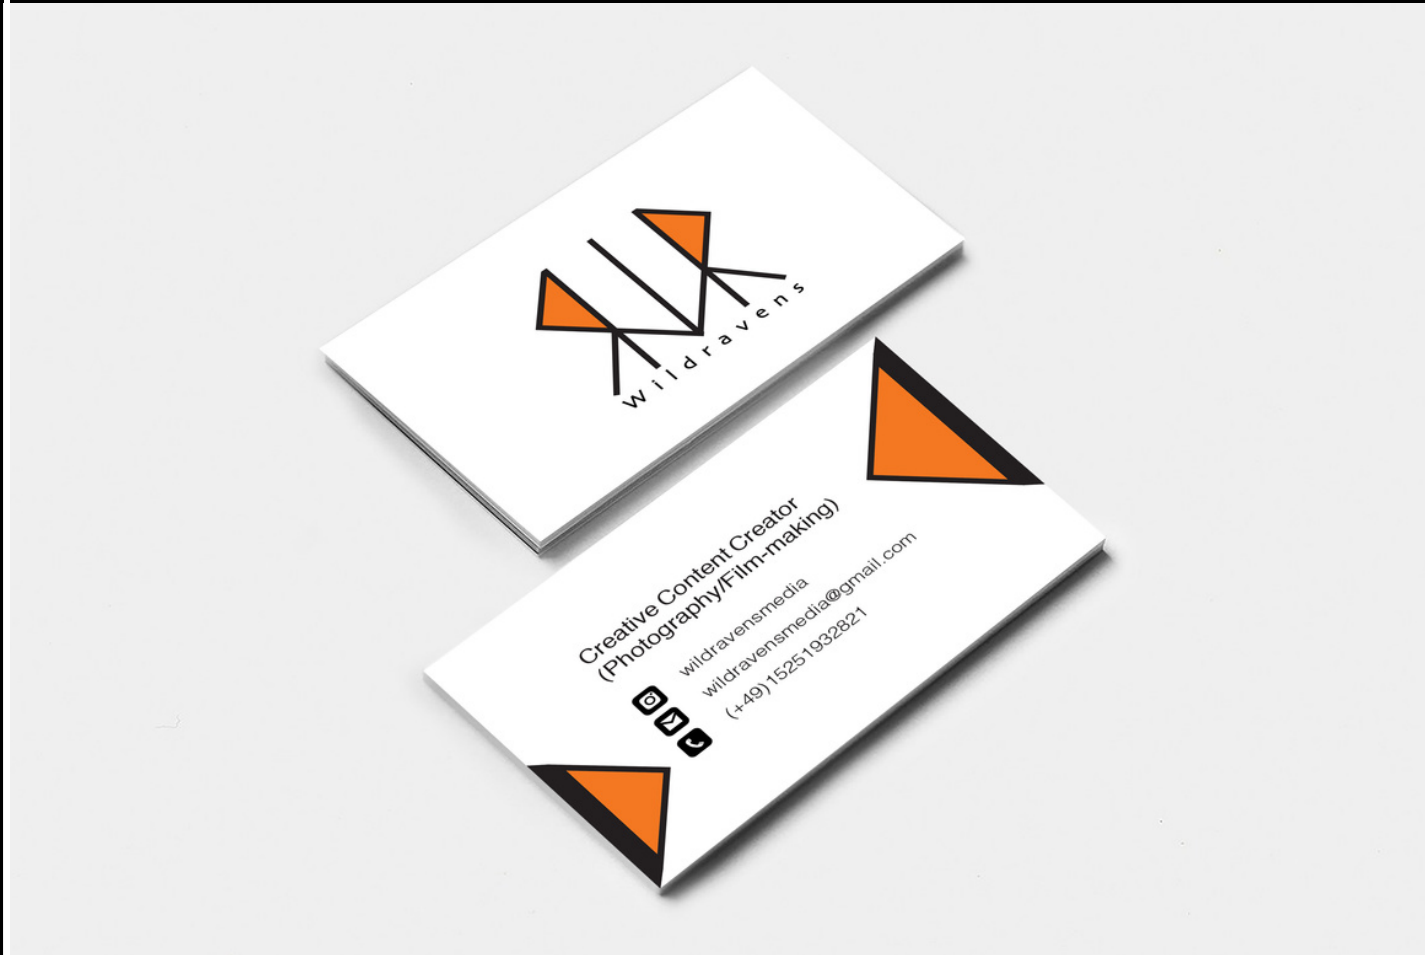 wildravens
Creative Content Creator
(Photography/Film-making)
wildravensmedia
wildravensmedia@gmail.com
(+49)15251932821